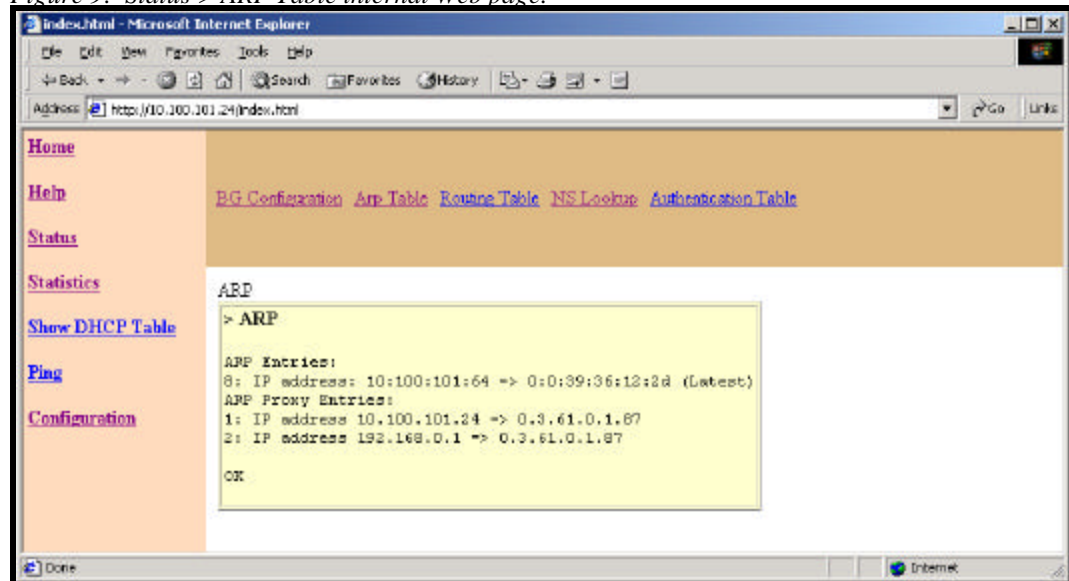 Figure 9. Status > ARP Table internal Web page.
index.html - Microsoft Internet Explorer
File Edit View Favorites Tools Help
Back Search Favorites History
Address http://10.100.101.24/index.html Go Links
Home
Help
Status
Statistics
Show DHCP Table
Ping
Configuration
BG Configuration Arp Table Routing Table NS Lookup Authentication Table
ARP
> ARP
ARP Entries:
8: IP address: 10:100:101:64 => 0:0:39:36:12:2d (Latest)
ARP Proxy Entries:
1: IP address 10.100.101.24 => 0.3.61.0.1.87
2: IP address 192.168.0.1 => 0.3.61.0.1.87
OK
Done Internet